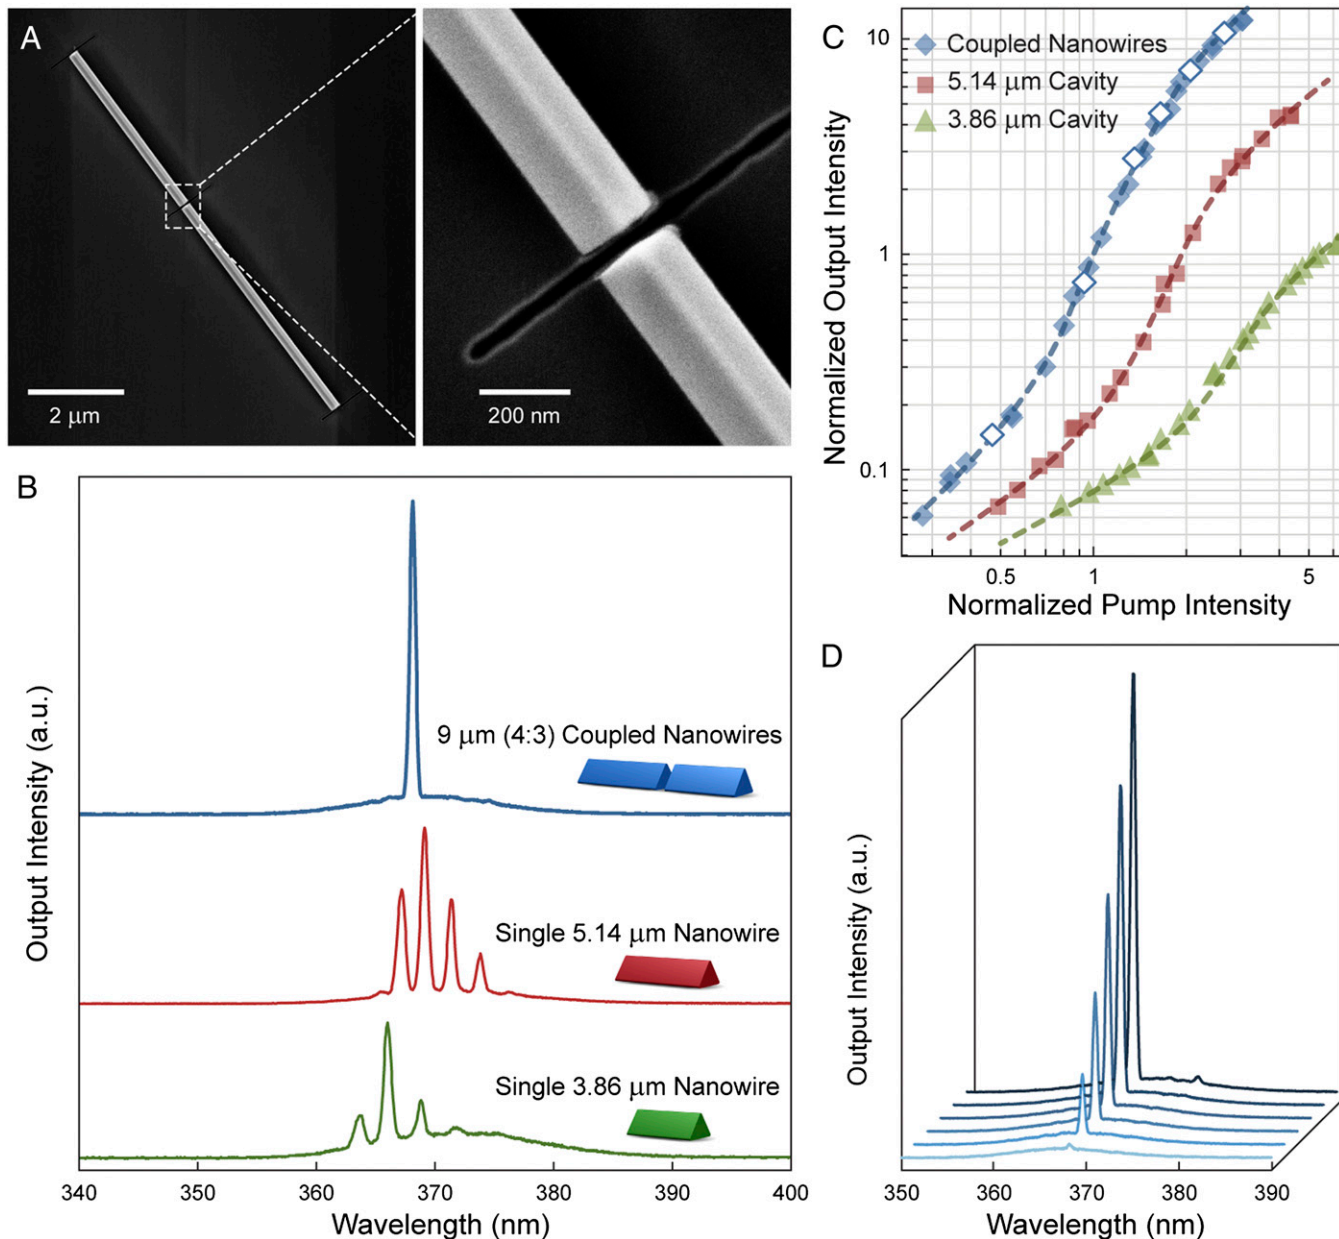 A
2 μm
200 nm
B
9 μm (4:3) Coupled Nanowires
Single 5.14 μm Nanowire
Single 3.86 μm Nanowire
Output Intensity (a.u.)
340
350
360
370
380
390
400
Wavelength (nm)
C
Coupled Nanowires
5.14 μm Cavity
3.86 μm Cavity
Normalized Output Intensity
10
1
0.1
0.5
1
5
Normalized Pump Intensity
D
Output Intensity (a.u.)
350
360
370
380
390
Wavelength (nm)